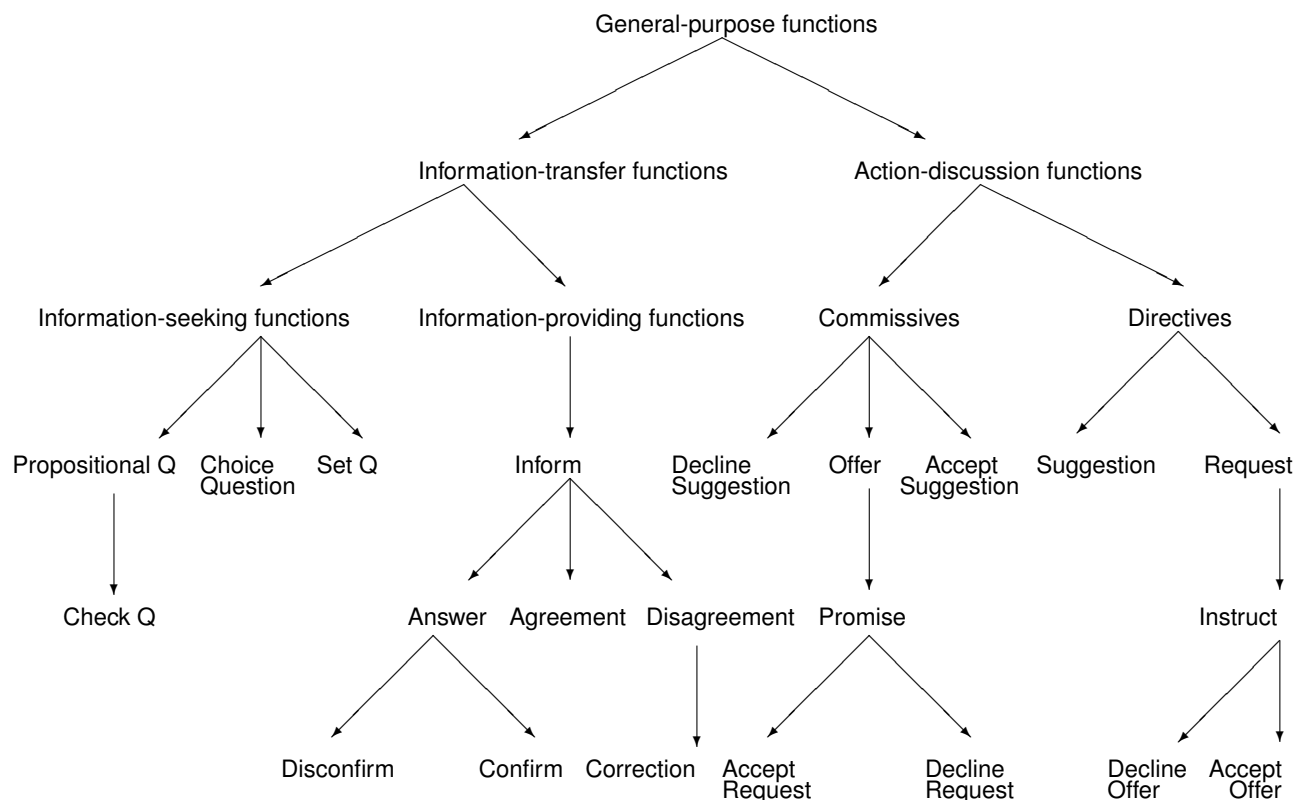 General-purpose functions
Information-transfer functions
Action-discussion functions
Information-seeking functions
Information-providing functions
Commissives
Directives
Propositional Q
Choice
Question
Set Q
Inform
Decline
Suggestion
Offer
Accept
Suggestion
Suggestion
Request
Check Q
Answer
Agreement
Disagreement
Promise
Instruct
Disconfirm
Confirm
Correction
Accept
Request
Decline
Request
Decline
Offer
Accept
Offer